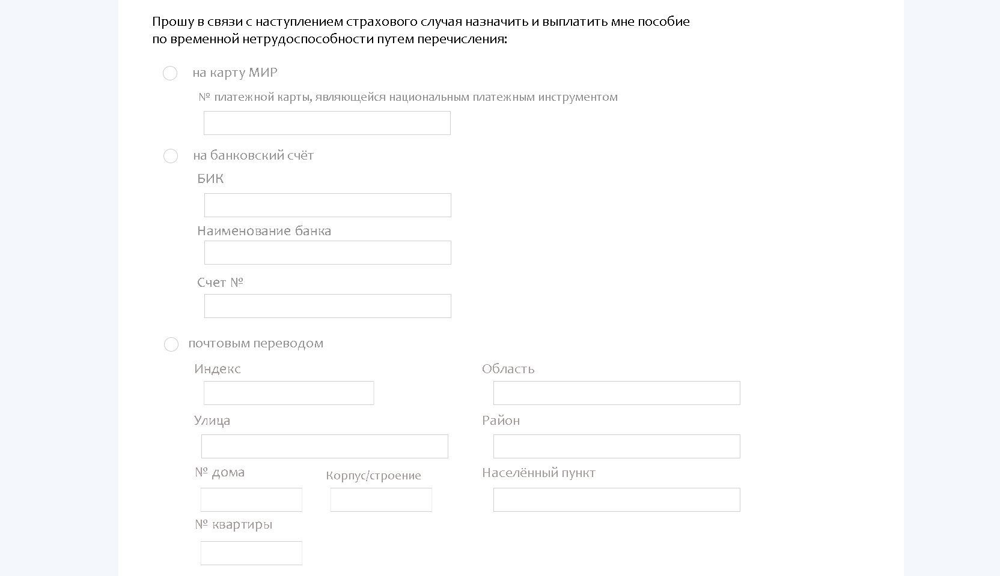 Прошу в связи с наступлением страхового случая назначить и выплатить мне пособие
по временной нетрудоспособности путем перечисления:
на карту МИР
№ платежной карты, являющейся национальным платежным инструментом
на банковский счёт
БИК
Наименование банка
Счет №
почтовым переводом
Индекс
Область
Улица
Район
№ дома
Корпус/строение
Населённый пункт
№ квартиры